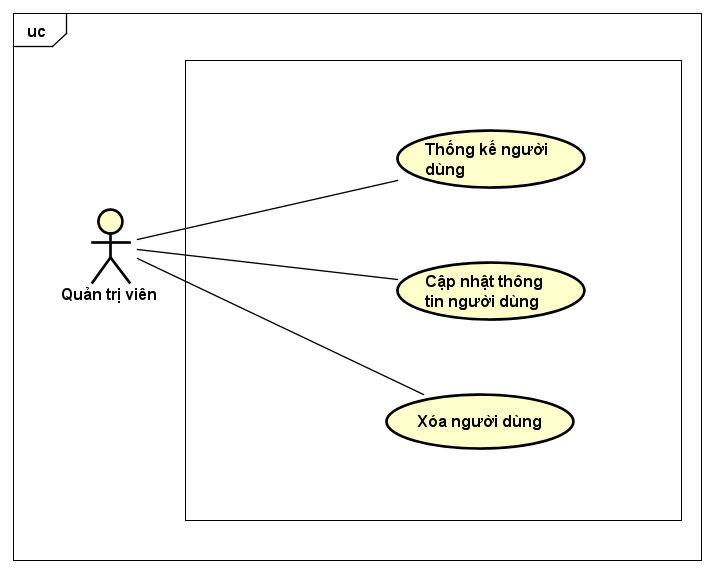 uc
Thống kế người
dùng
Quản trị viên
Cập nhật thông
tin người dùng
Xóa người dùng